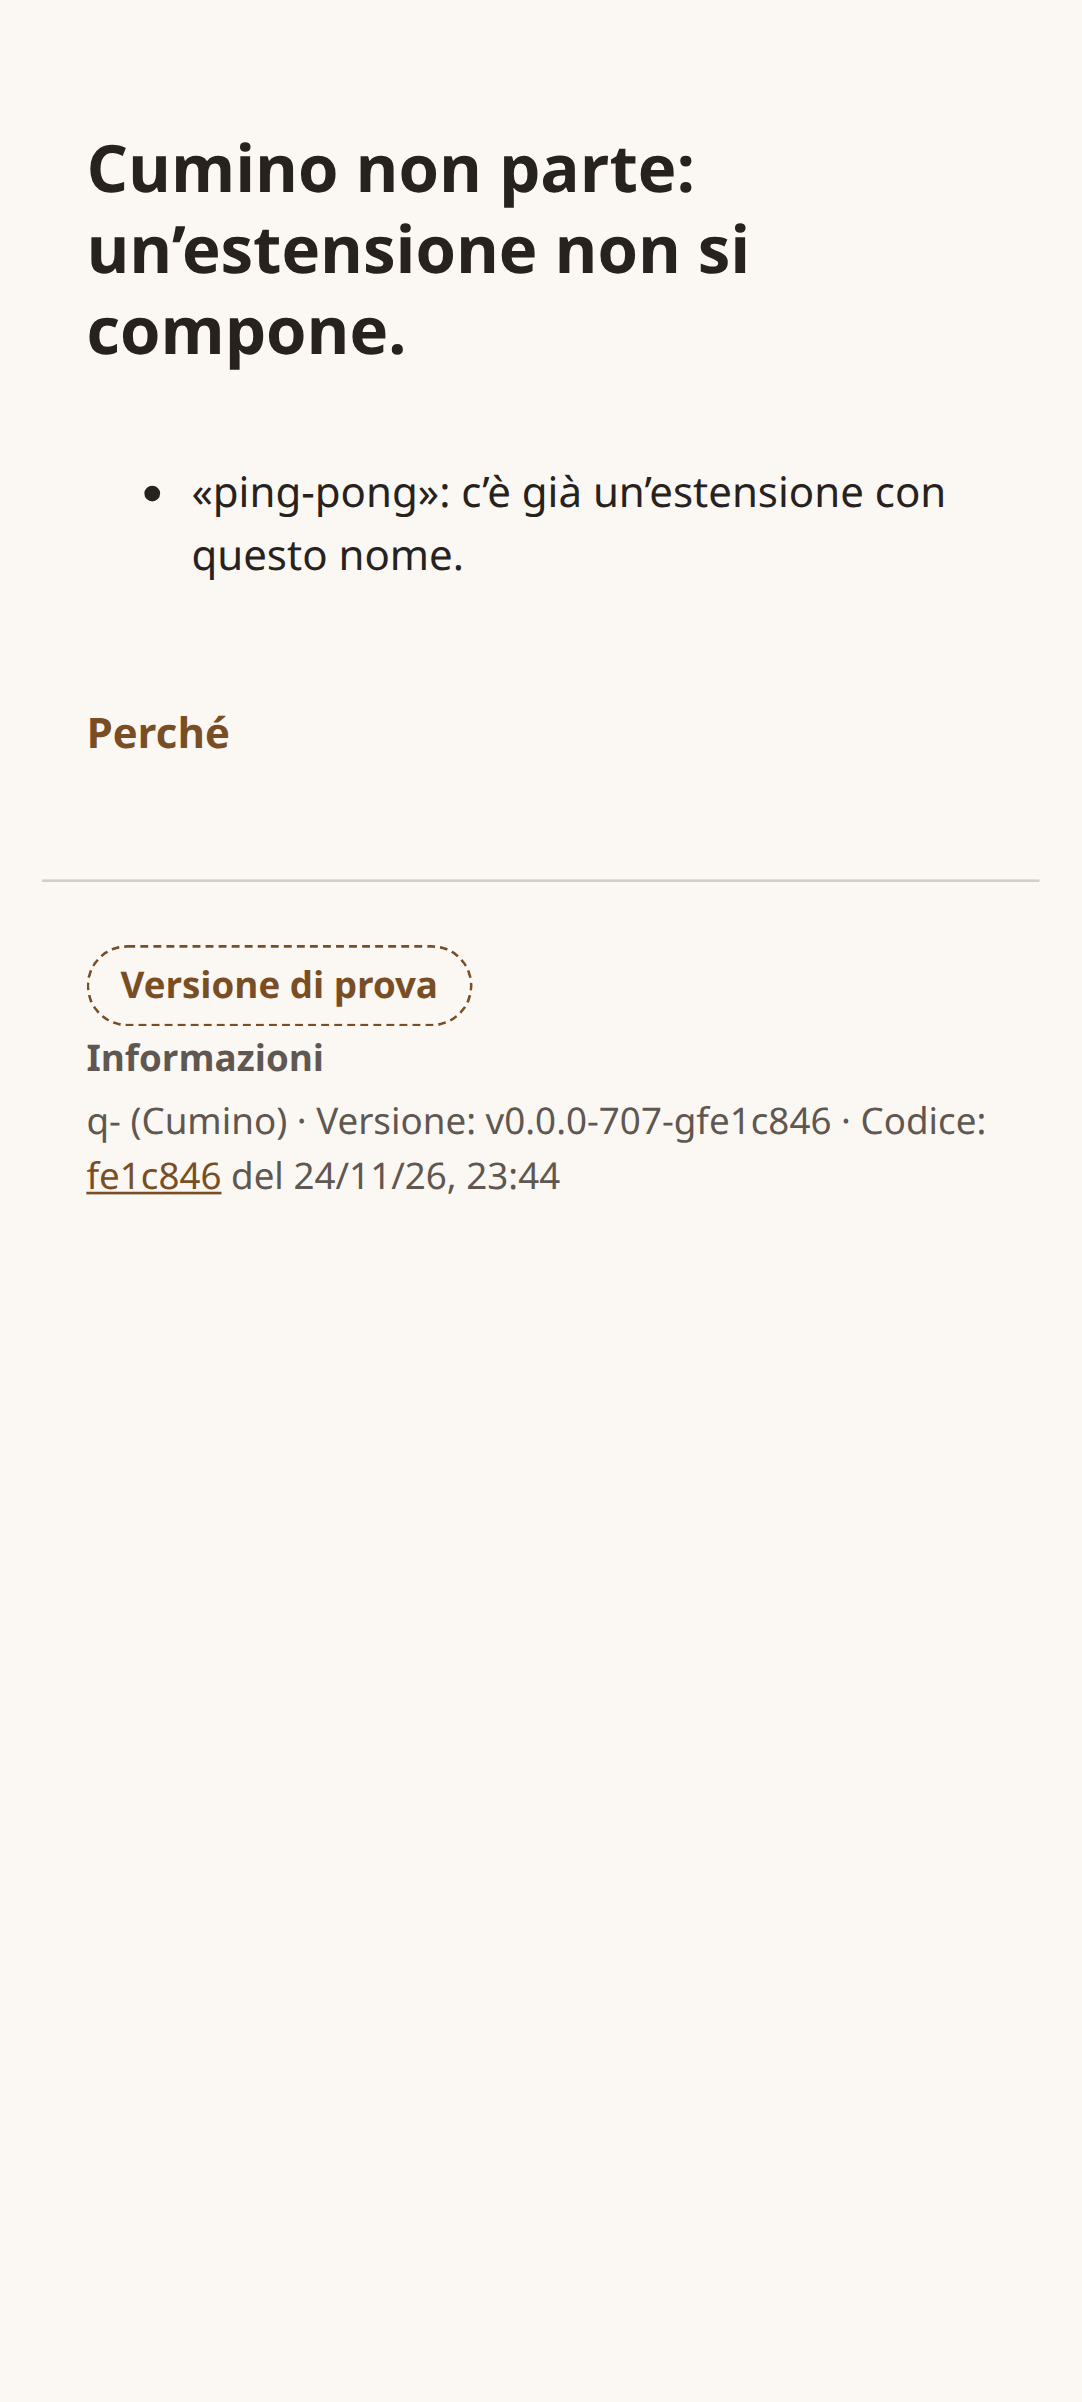 Cumino non parte:
un’estensione non si
compone.
• «ping-pong»: c’è già un’estensione con
questo nome.
Perché
Versione di prova
Informazioni
q- (Cumino) · Versione: v0.0.0-707-gfe1c846 · Codice:
fe1c846 del 24/11/26, 23:44